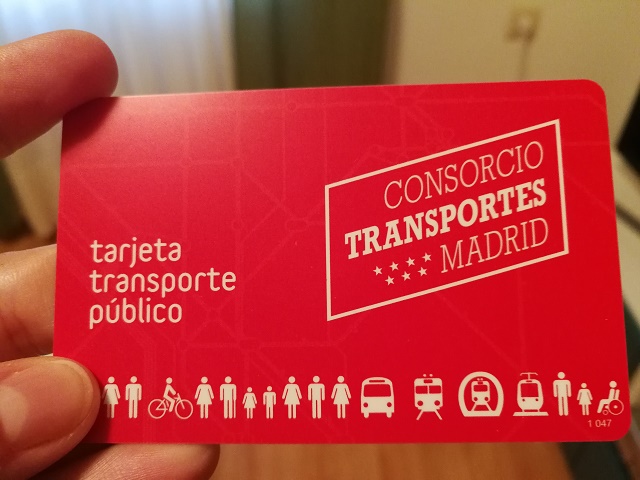 CONSORCIO
TRANSPORTES
MADRID
tarjeta
transporte
público
1 047